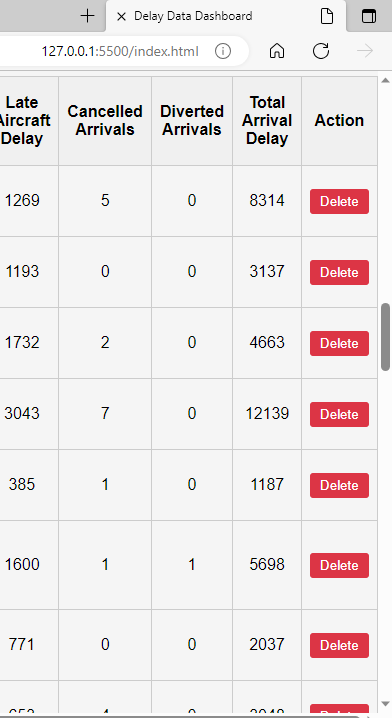 Delay Data Dashboard
127.0.0.1:5500/index.html
Late Cancelled Diverted Total Action
Aircraft Arrivals Arrivals Arrival
Delay Delay
1269 5 0 8314 Delete
1193 0 0 3137 Delete
1732 2 0 4663 Delete
3043 7 0 12139 Delete
385 1 0 1187 Delete
1600 1 1 5698 Delete
771 0 0 2037 Delete